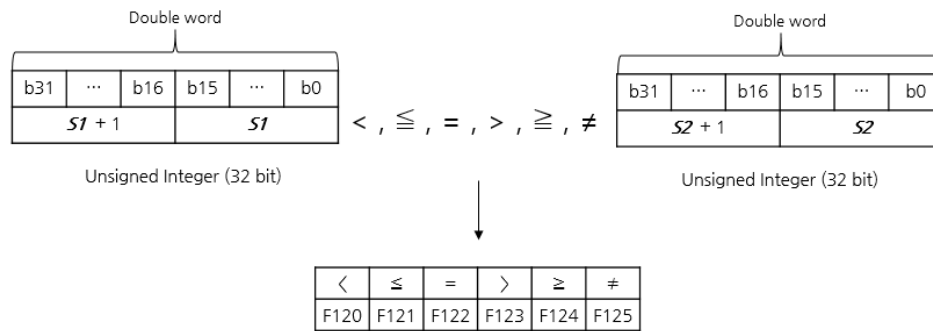 Double word
Double word
b31 ⋯ b16 b15 ⋯ b0
b31 ⋯ b16 b15 ⋯ b0
S1 + 1 S1
< , ≦ , = , > , ≧ , ≠
S2 + 1 S2
Unsigned Integer (32 bit)
Unsigned Integer (32 bit)
< ≤ = > ≥ ≠
F120 F121 F122 F123 F124 F125